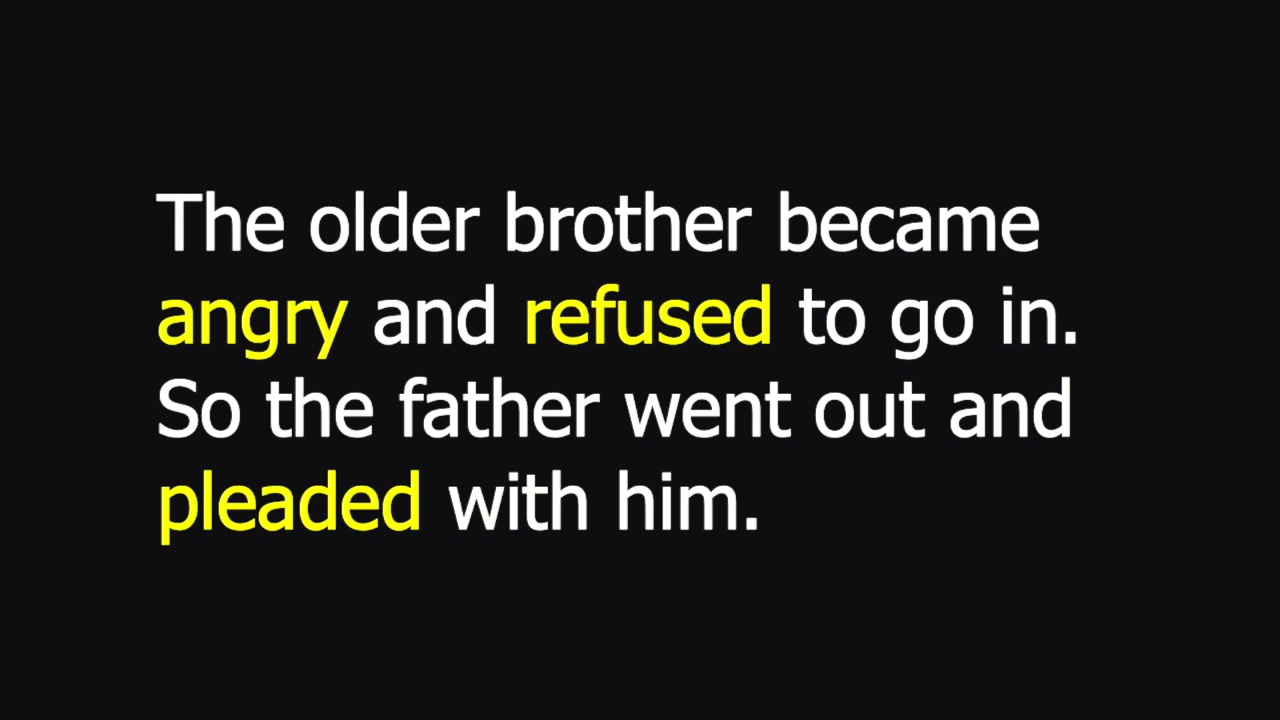 The older brother became
angry and refused to go in.
So the father went out and
pleaded with him.